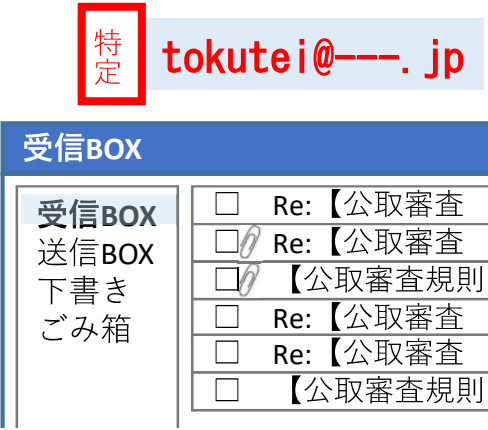 特定
tokutei@---.jp
受信BOX
受信BOX
送信BOX
下書き
ごみ箱
Re:【公取審査
Re:【公取審査
【公取審査規則
Re:【公取審査
Re:【公取審査
【公取審査規則